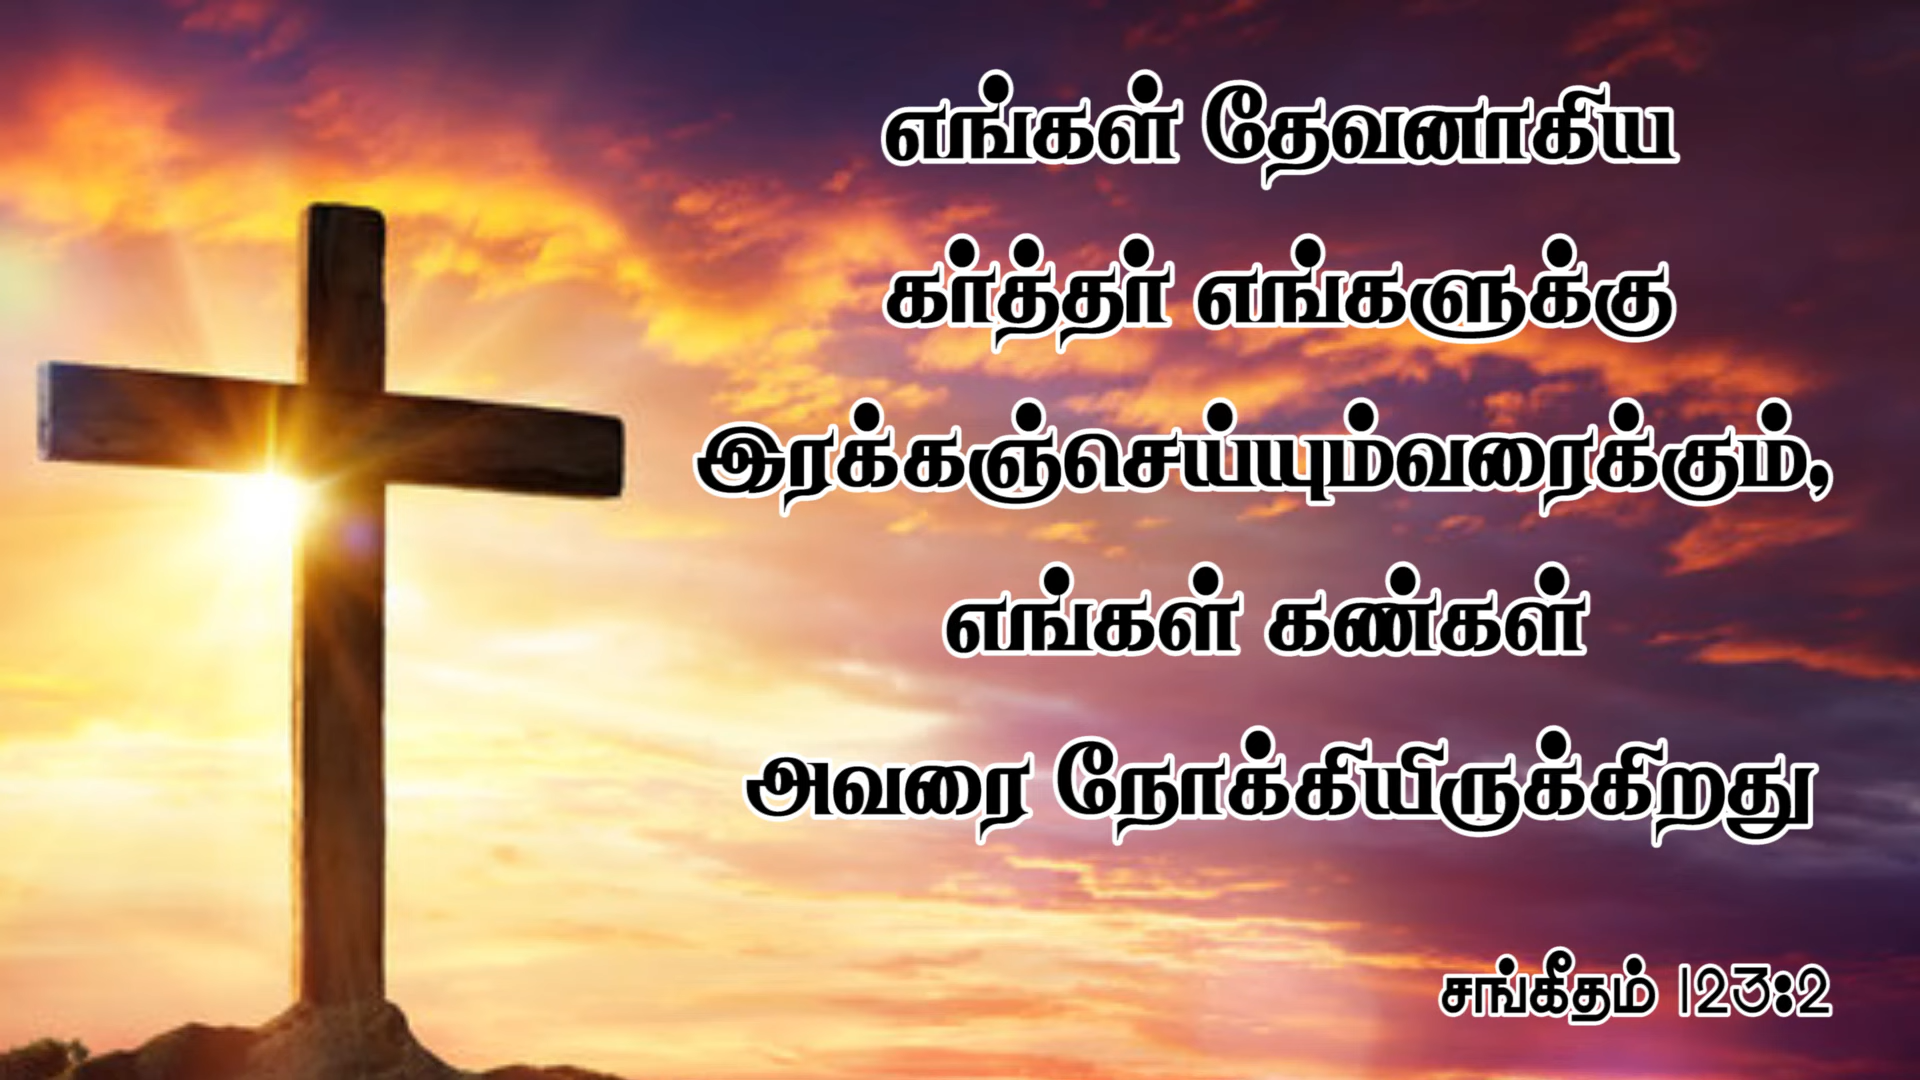 எங்கள் தேவனாகிய
கர்த்தர் எங்களுக்கு
இரக்கஞ்செய்யும்வரைக்கும்,
எங்கள் கண்கள்
அவரை நோக்கியிருக்கிறது
சங்கீதம் 123:2